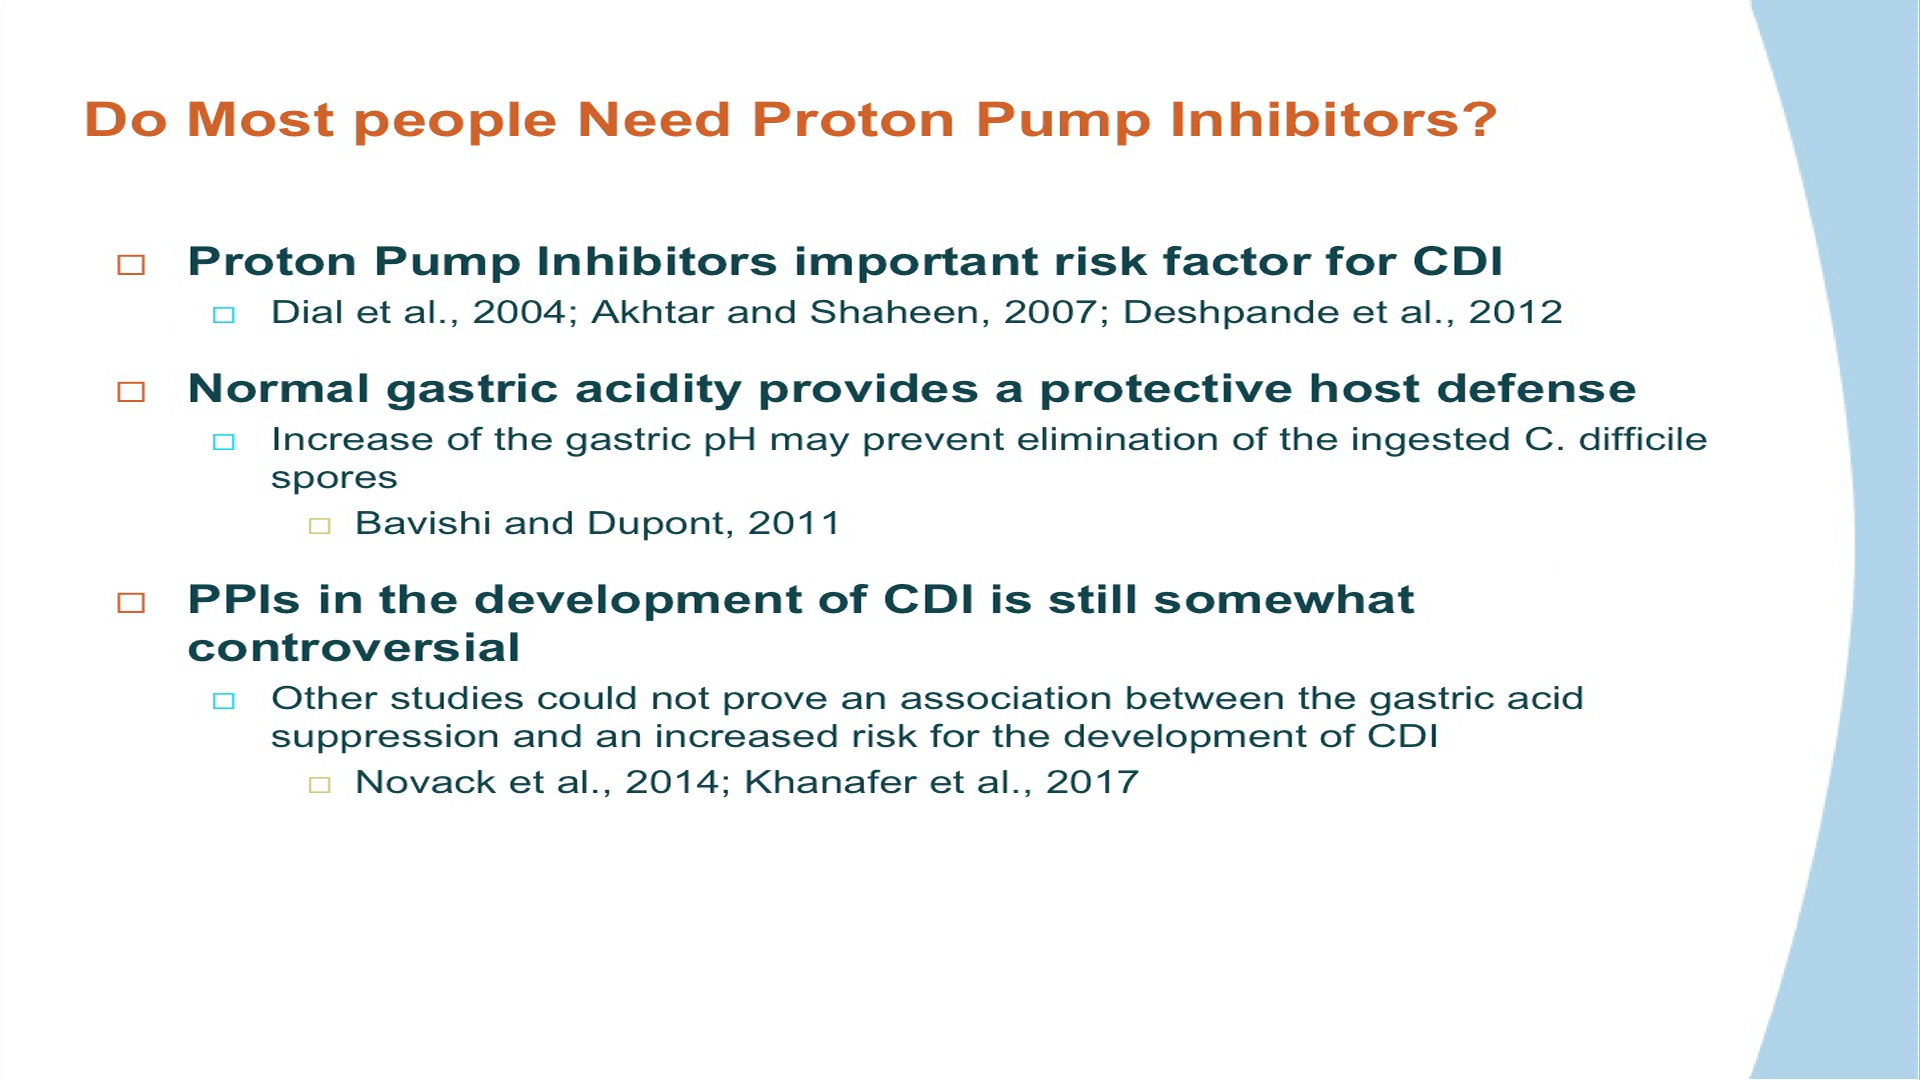 Do Most people Need Proton Pump Inhibitors?
Proton Pump Inhibitors important risk factor for CDI
Dial et al., 2004; Akhtar and Shaheen, 2007; Deshpande et al., 2012
Normal gastric acidity provides a protective host defense
Increase of the gastric pH may prevent elimination of the ingested C. difficile
spores
Bavishi and Dupont, 2011
PPIs in the development of CDI is still somewhat
controversial
Other studies could not prove an association between the gastric acid
suppression and an increased risk for the development of CDI
Novack et al., 2014; Khanafer et al., 2017